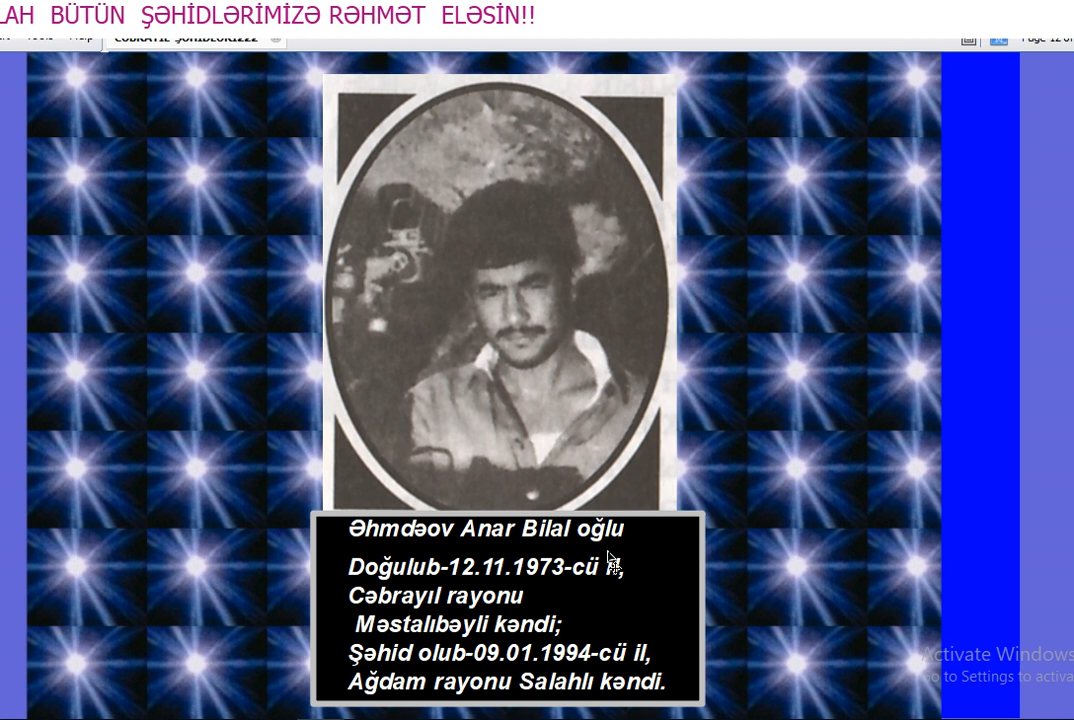 LAH BÜTÜN ŞƏHİDLƏRİMİZƏ RƏHMƏT ELƏSİN!!
Əhmdəov Anar Bilal oğlu
Doğulub-12.11.1973-cü il,
Cəbrayıl rayonu
Məstalıbəyli kəndi;
Şəhid olub-09.01.1994-cü il,
Ağdam rayonu Salahlı kəndi.
Activate Windows
Go to Settings to activa